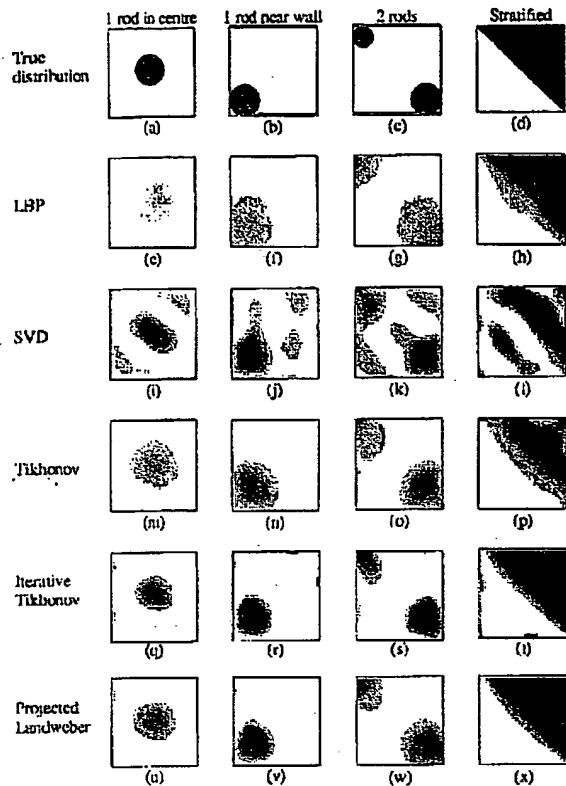 1 rod in centre 1 rod near wall 2 rods Stratified
True
distribution
(a) (b) (c) (d)
LBP
(e) (f) (g) (h)
SVD
(i) (j) (k) (l)
Tikhonov
(m) (n) (o) (p)
Iterative
Tikhonov
(q) (r) (s) (t)
Projected
Landweber
(u) (v) (w) (x)